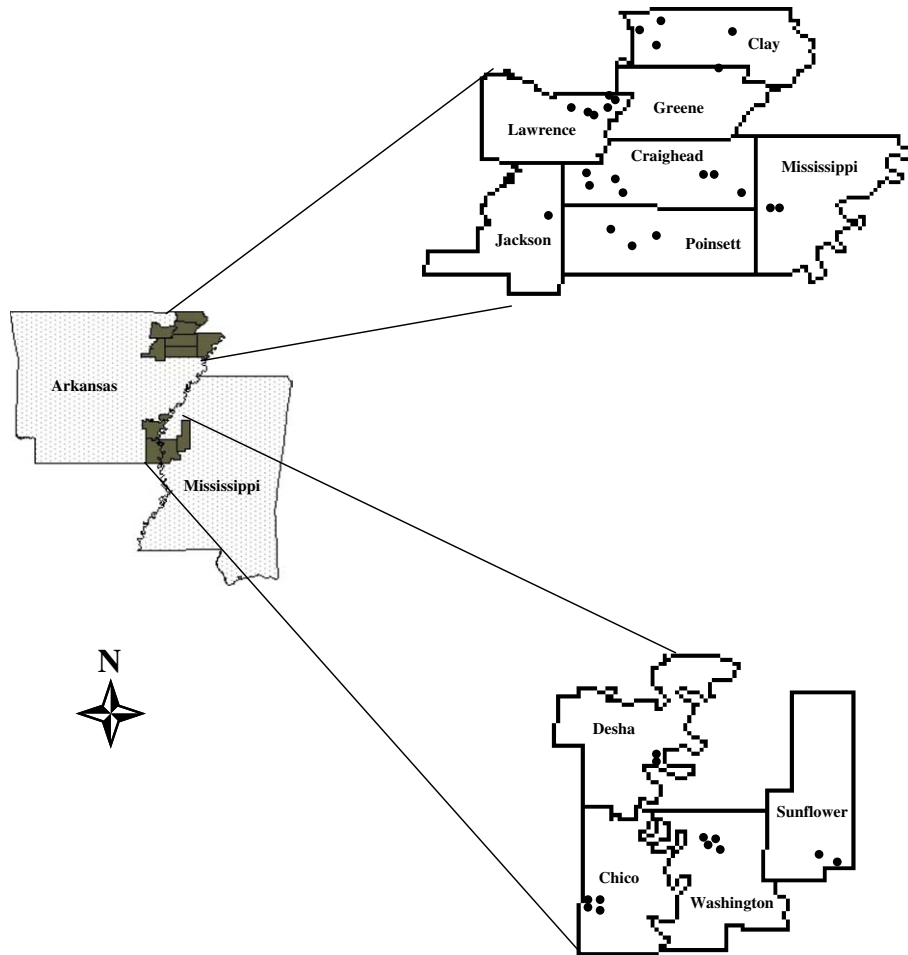 Clay
Greene
Lawrence
Craighead
Mississippi
Jackson
Poinsett
Arkansas
Mississippi
N
Desha
Sunflower
Chico
Washington